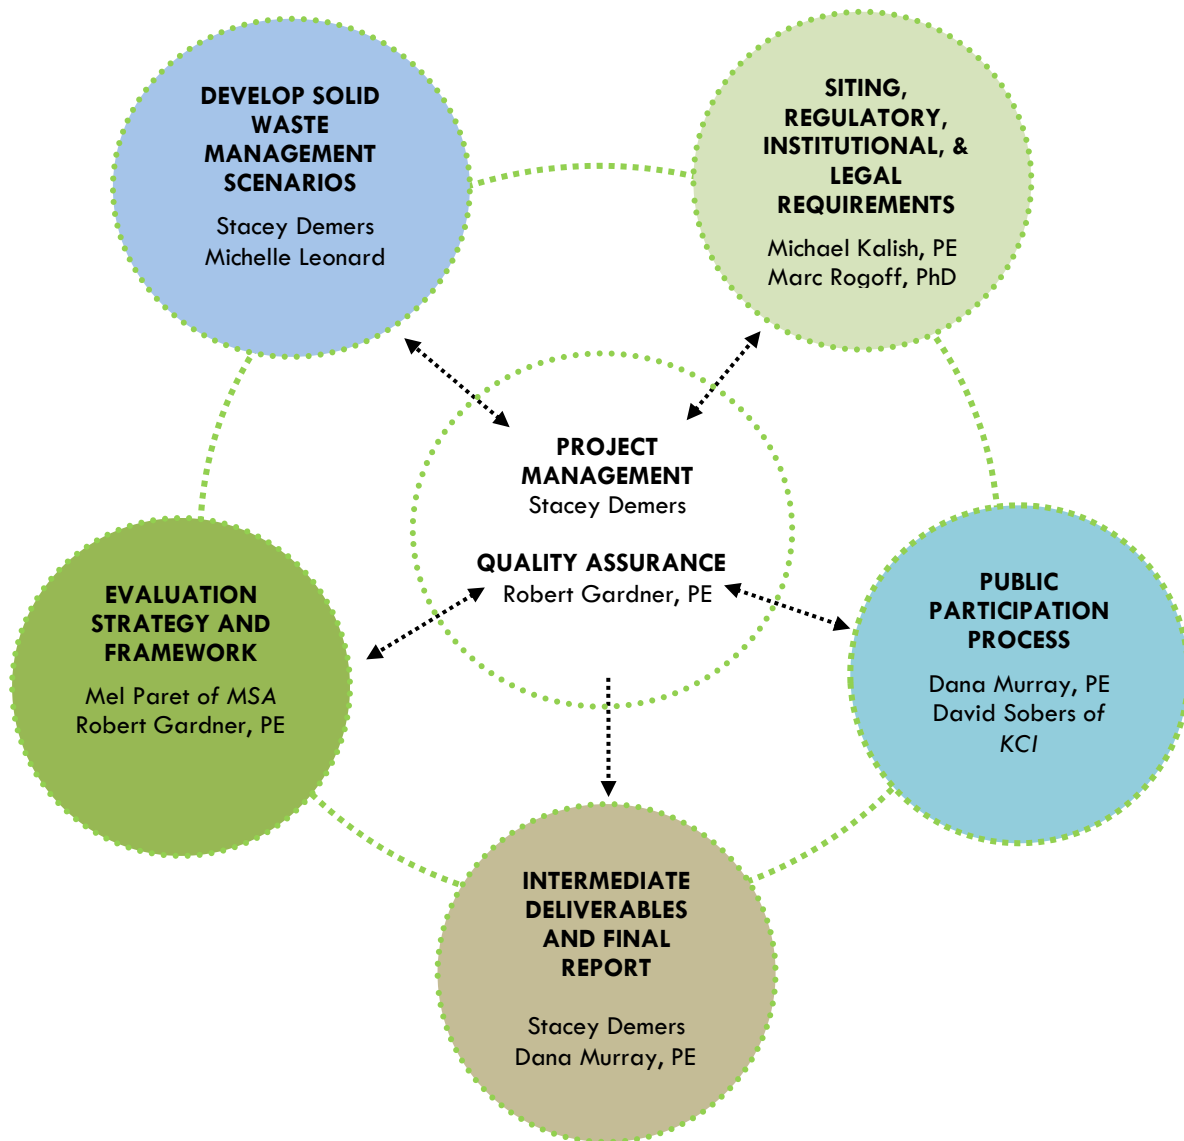 DEVELOP SOLID
WASTE
MANAGEMENT
SCENARIOS
Stacey Demers
Michelle Leonard
SITING,
REGULATORY,
INSTITUTIONAL, &
LEGAL
REQUIREMENTS
Michael Kalish, PE
Marc Rogoff, PhD
PROJECT
MANAGEMENT
Stacey Demers
QUALITY ASSURANCE
Robert Gardner, PE
EVALUATION
STRATEGY AND
FRAMEWORK
Mel Paret of MSA
Robert Gardner, PE
PUBLIC
PARTICIPATION
PROCESS
Dana Murray, PE
David Sobers of
KCI
INTERMEDIATE
DELIVERABLES
AND FINAL
REPORT
Stacey Demers
Dana Murray, PE